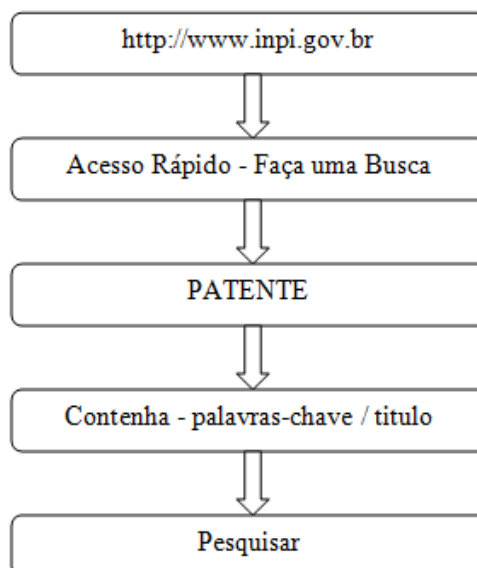 http://www.inpi.gov.br
Acesso Rápido - Faça uma Busca
PATENTE
Contenha - palavras-chave / titulo
Pesquisar